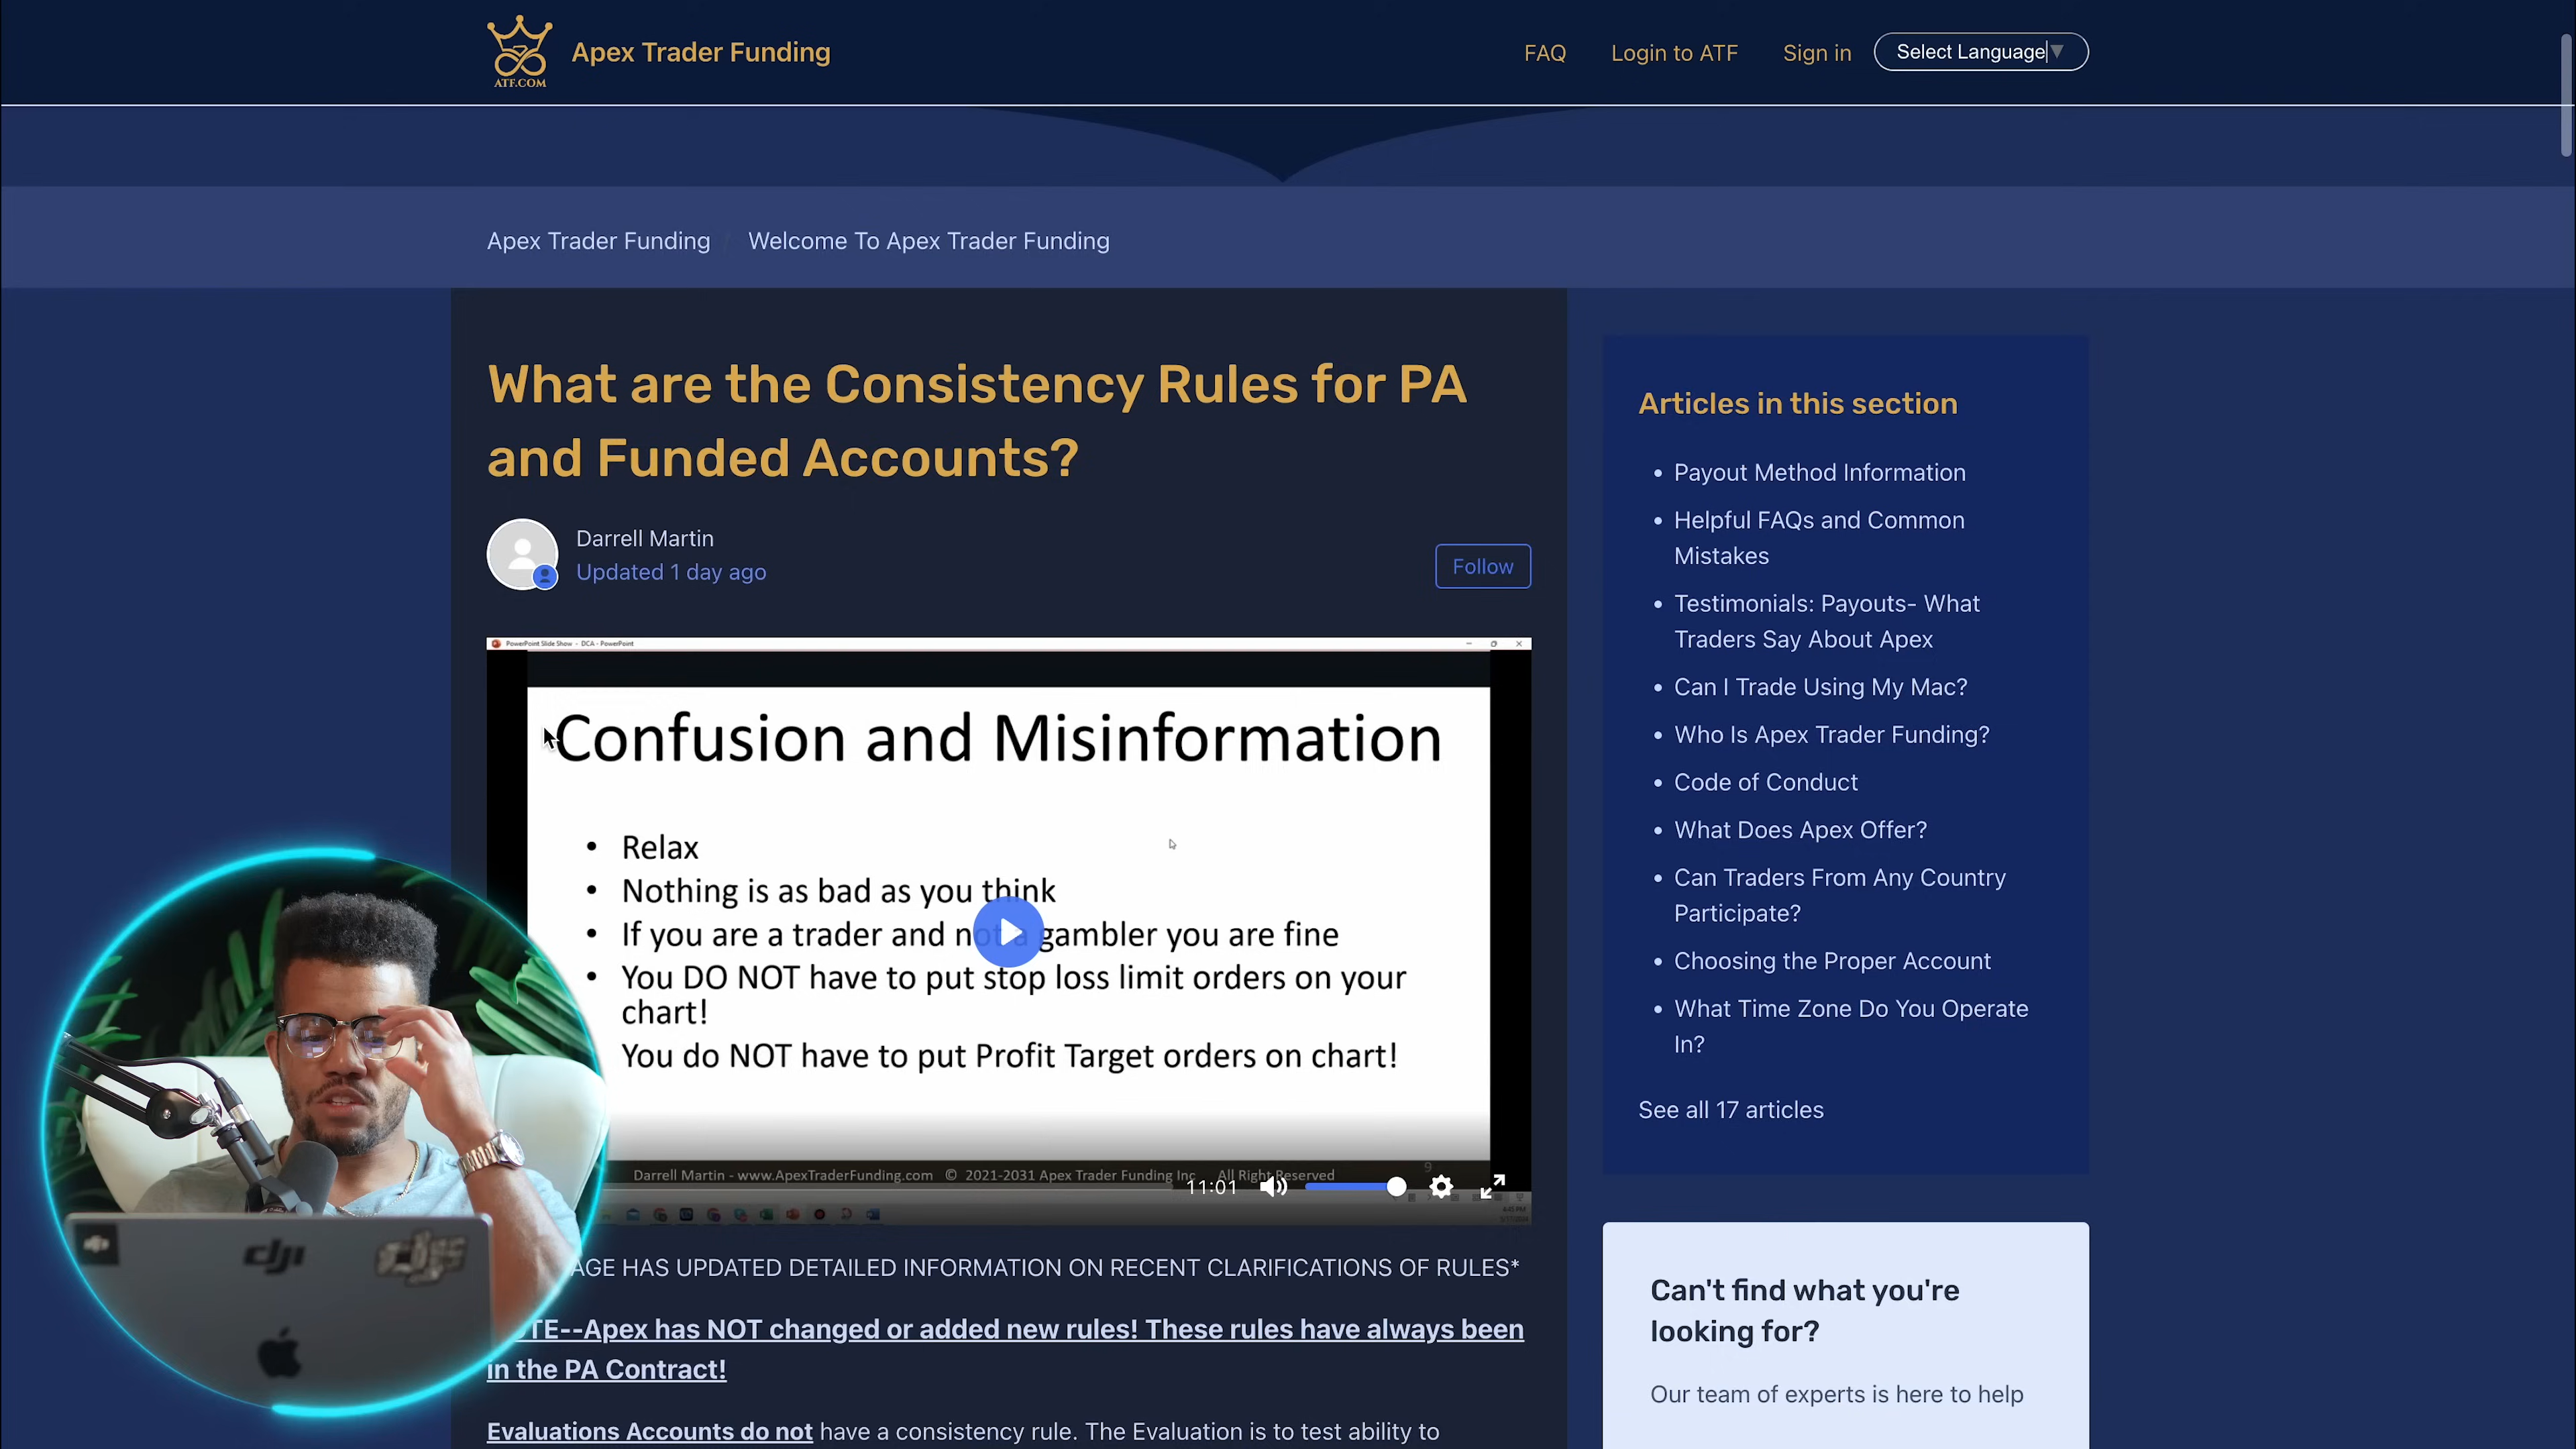 ATF.COM
Apex Trader Funding
FAQ
Login to ATF
Sign in
Select Language▼
Apex Trader Funding
Welcome To Apex Trader Funding
What are the Consistency Rules for PA
and Funded Accounts?
Darrell Martin
Updated 1 day ago
Follow
PowerPoint Slide Show - DCA - PowerPoint
Confusion and Misinformation
• Relax
• Nothing is as bad as you think
• If you are a trader and not a gambler you are fine
• You DO NOT have to put stop loss limit orders on your
chart!
You do NOT have to put Profit Target orders on chart!
Darrell Martin - www.ApexTraderFunding.com © 2021-2031 Apex Trader Funding Inc All Right Reserved
9
11:01
AGE HAS UPDATED DETAILED INFORMATION ON RECENT CLARIFICATIONS OF RULES*
TE--Apex has NOT changed or added new rules! These rules have always been
in the PA Contract!
Evaluations Accounts do not have a consistency rule. The Evaluation is to test ability to
Articles in this section
• Payout Method Information
• Helpful FAQs and Common
Mistakes
• Testimonials: Payouts- What
Traders Say About Apex
• Can I Trade Using My Mac?
• Who Is Apex Trader Funding?
• Code of Conduct
• What Does Apex Offer?
• Can Traders From Any Country
Participate?
• Choosing the Proper Account
• What Time Zone Do You Operate
In?
See all 17 articles
Can't find what you're
looking for?
Our team of experts is here to help
dji